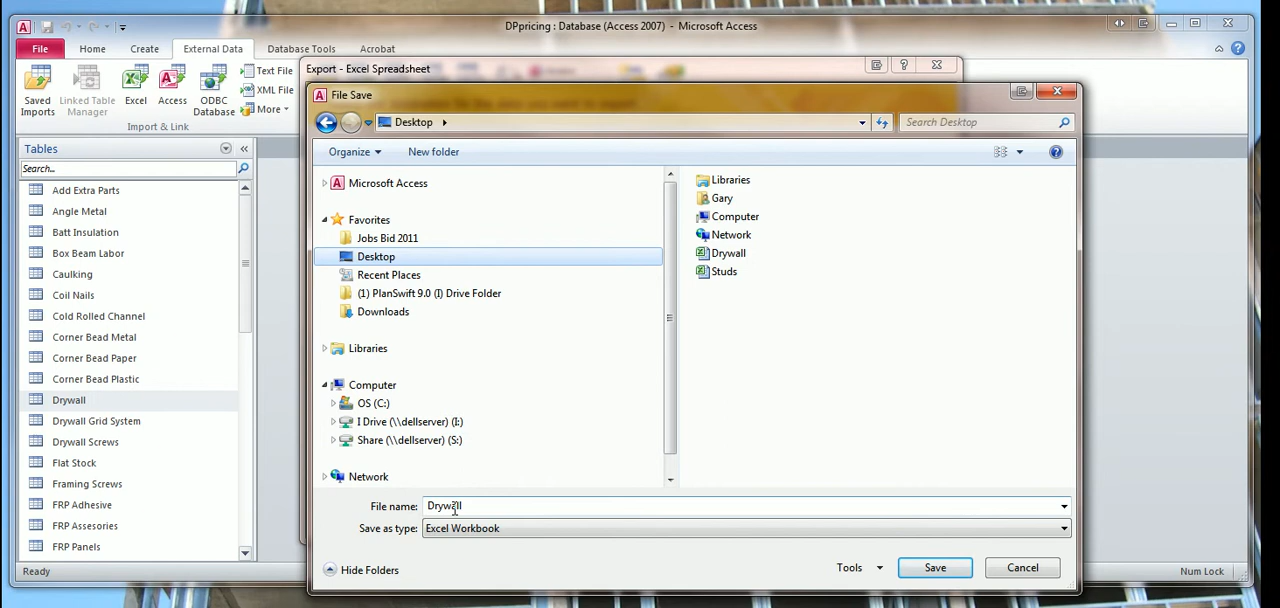 DPpricing : Database (Access 2007) - Microsoft Access
File Home Create External Data Database Tools Acrobat
Saved Imports
Linked Table Manager
Excel
Access
ODBC Database
Text File
XML File
More
Import & Link
Tables
Search...
Add Extra Parts
Angle Metal
Batt Insulation
Box Beam Labor
Caulking
Coil Nails
Cold Rolled Channel
Corner Bead Metal
Corner Bead Paper
Corner Bead Plastic
Drywall
Drywall Grid System
Drywall Screws
Flat Stock
Framing Screws
FRP Adhesive
FRP Assesories
FRP Panels
Ready
Num Lock
Export - Excel Spreadsheet
File Save
Desktop
Search Desktop
Organize
New folder
Microsoft Access
Favorites
Jobs Bid 2011
Desktop
Recent Places
(1) PlanSwift 9.0 (I) Drive Folder
Downloads
Libraries
Computer
OS (C:)
I Drive (\\dellserver) (I:)
Share (\\dellserver) (S:)
Network
Libraries
Gary
Computer
Network
Drywall
Studs
File name: Drywall
Save as type: Excel Workbook
Hide Folders
Tools
Save
Cancel